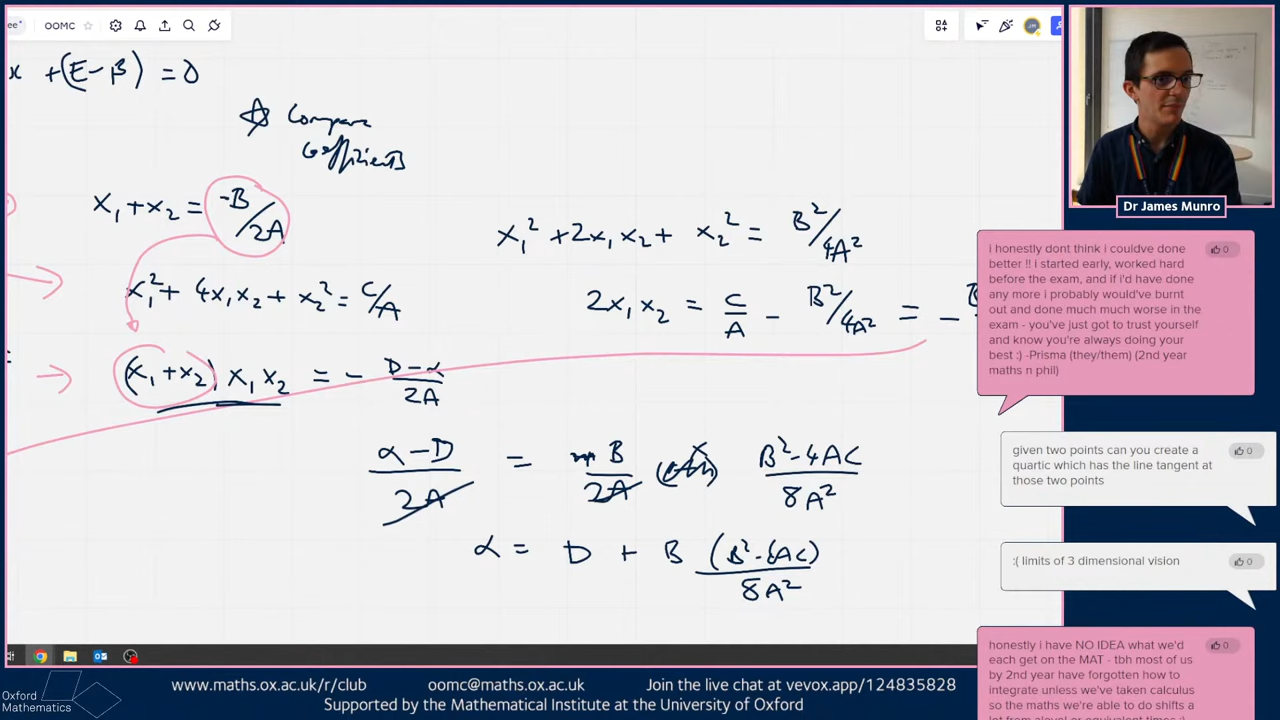 ee
OOMC
x + (E-β) = 0
☆ Compare
Coefficients
x₁+x₂ = -B/2A
x₁² + 2x₁x₂ + x₂² = B²/4A²
x₁² + 4x₁x₂ + x₂² = C/A
2x₁x₂ = C/A - B²/4A² = - B
(x₁+x₂) x₁x₂ = - D-α/2A
α-D/2A = B/2A B²-4AC/8A²
α = D + B (B²-4AC)/8A²
Dr James Munro
i honestly dont think i couldve done
better !! i started early, worked hard
before the exam, and if i'd have done
any more i probably would've burnt
out and done much much worse in the
exam - you've just got to trust yourself
and know you're always doing your
best :) -Prisma (they/them) (2nd year
maths n phil)
0
given two points can you create a
quartic which has the line tangent at
those two points
0
:( limits of 3 dimensional vision
0
honestly i have NO IDEA what we'd
each get on the MAT - tbh most of us
by 2nd year have forgotten how to
integrate unless we've taken calculus
so the maths we're able to do shifts a
0
Oxford
Mathematics
www.maths.ox.ac.uk/r/club oomc@maths.ox.ac.uk Join the live chat at vevox.app/124835828
Supported by the Mathematical Institute at the University of Oxford